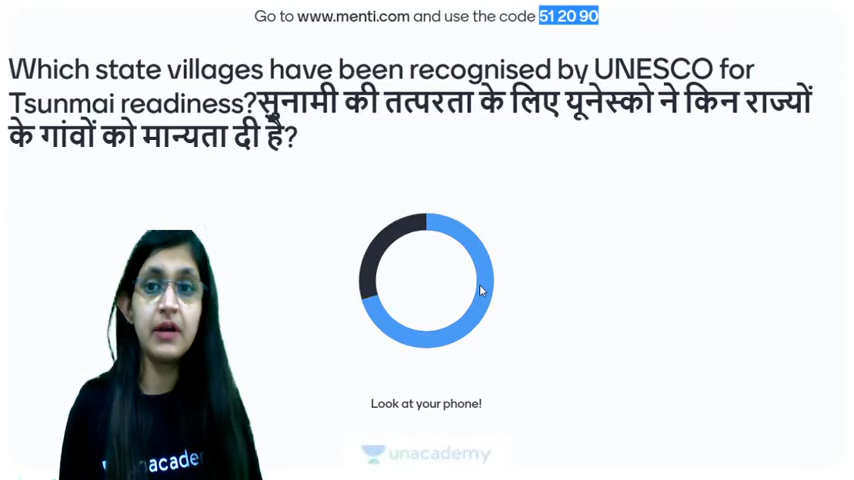 Go to www.menti.com and use the code 51 20 90
Which state villages have been recognised by UNESCO for
Tsunmai readiness?सुनामी की तत्परता के लिए यूनेस्को ने किन राज्यों
के गांवों को मान्यता दी है?
Look at your phone!
unacademy
unacade